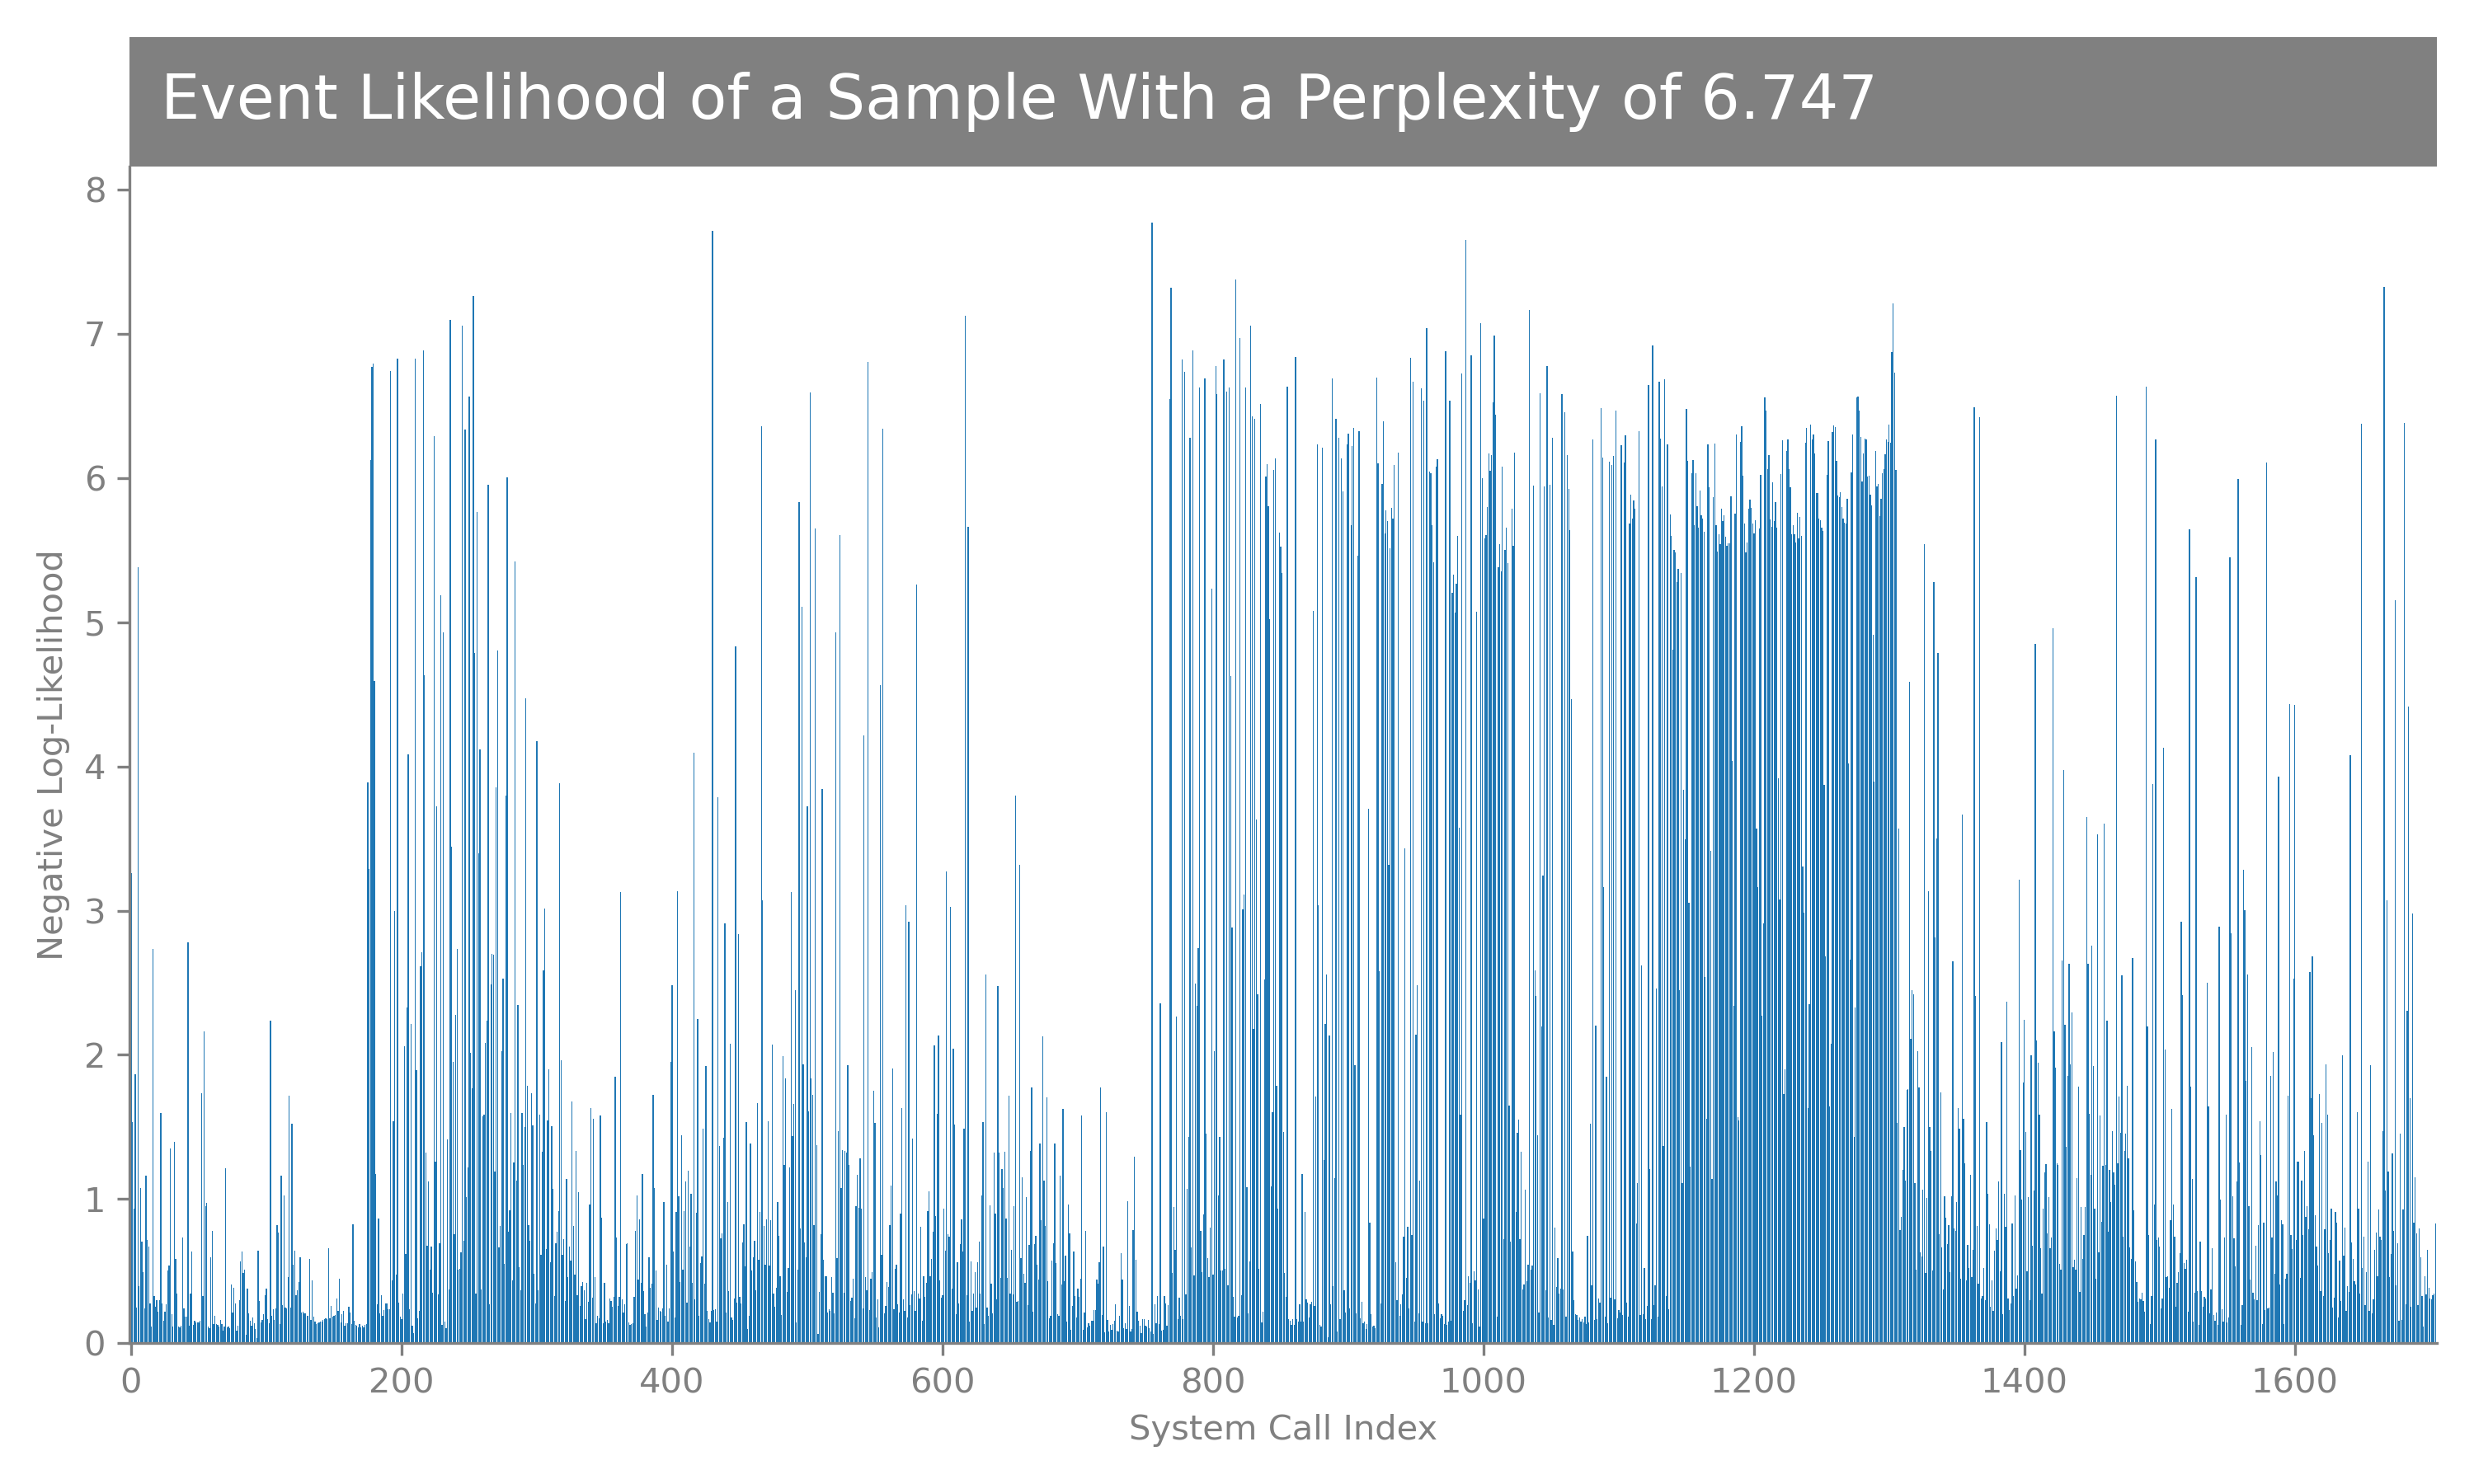 Event Likelihood of a Sample With a Perplexity of 6.747
8
7
6
5
4
3
2
1
0
Negative Log-Likelihood
0 200 400 600 800 1000 1200 1400 1600
System Call Index